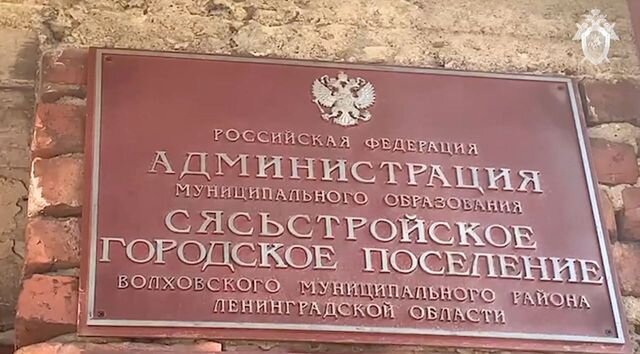 РОССИЙСКАЯ ФЕДЕРАЦИЯ
АДМИНИСТРАЦИЯ
МУНИЦИПАЛЬНОГО ОБРАЗОВАНИЯ
СЯСЬСТРОЙСКОЕ
ГОРОДСКОЕ ПОСЕЛЕНИЕ
ВОЛХОВСКОГО МУНИЦИПАЛЬНОГО РАЙОНА
ЛЕНИНГРАДСКОЙ ОБЛАСТИ